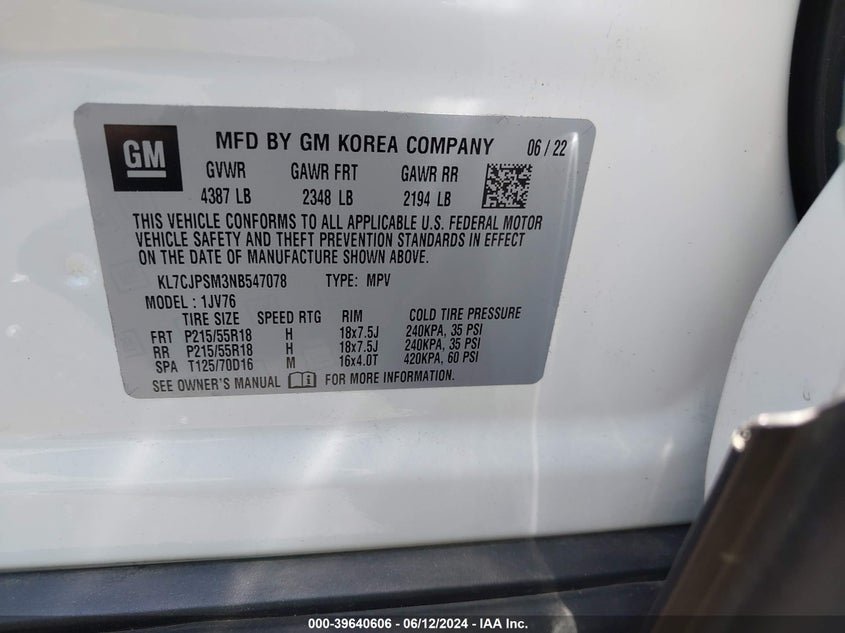 GM
MFD BY GM KOREA COMPANY 06 / 22
GVWR GAWR FRT GAWR RR
4387 LB 2348 LB 2194 LB
THIS VEHICLE CONFORMS TO ALL APPLICABLE U.S. FEDERAL MOTOR
VEHICLE SAFETY AND THEFT PREVENTION STANDARDS IN EFFECT
ON THE DATE OF MANUFACTURE SHOWN ABOVE.
KL7CJPSM3NB547078 TYPE: MPV
MODEL : 1JV76
TIRE SIZE SPEED RTG RIM COLD TIRE PRESSURE
FRT P215/55R18 H 18x7.5J 240KPA, 35 PSI
RR P215/55R18 H 18x7.5J 240KPA, 35 PSI
SPA T125/70D16 M 16x4.0T 420KPA, 60 PSI
SEE OWNER'S MANUAL FOR MORE INFORMATION.
000-39640606 - 06/12/2024 - IAA Inc.